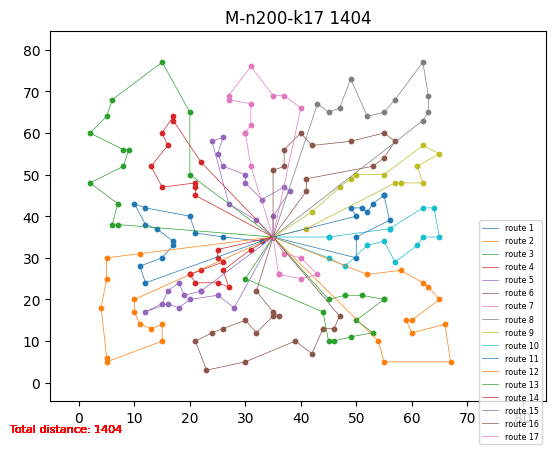 M-n200-k17 1404
80
70
60
50
40
30
20
10
0
0 10 20 30 40 50 60 70 80
route 1
route 2
route 3
route 4
route 5
route 6
route 7
route 8
route 9
route 10
route 11
route 12
route 13
route 14
route 15
route 16
route 17
Total distance: 1404